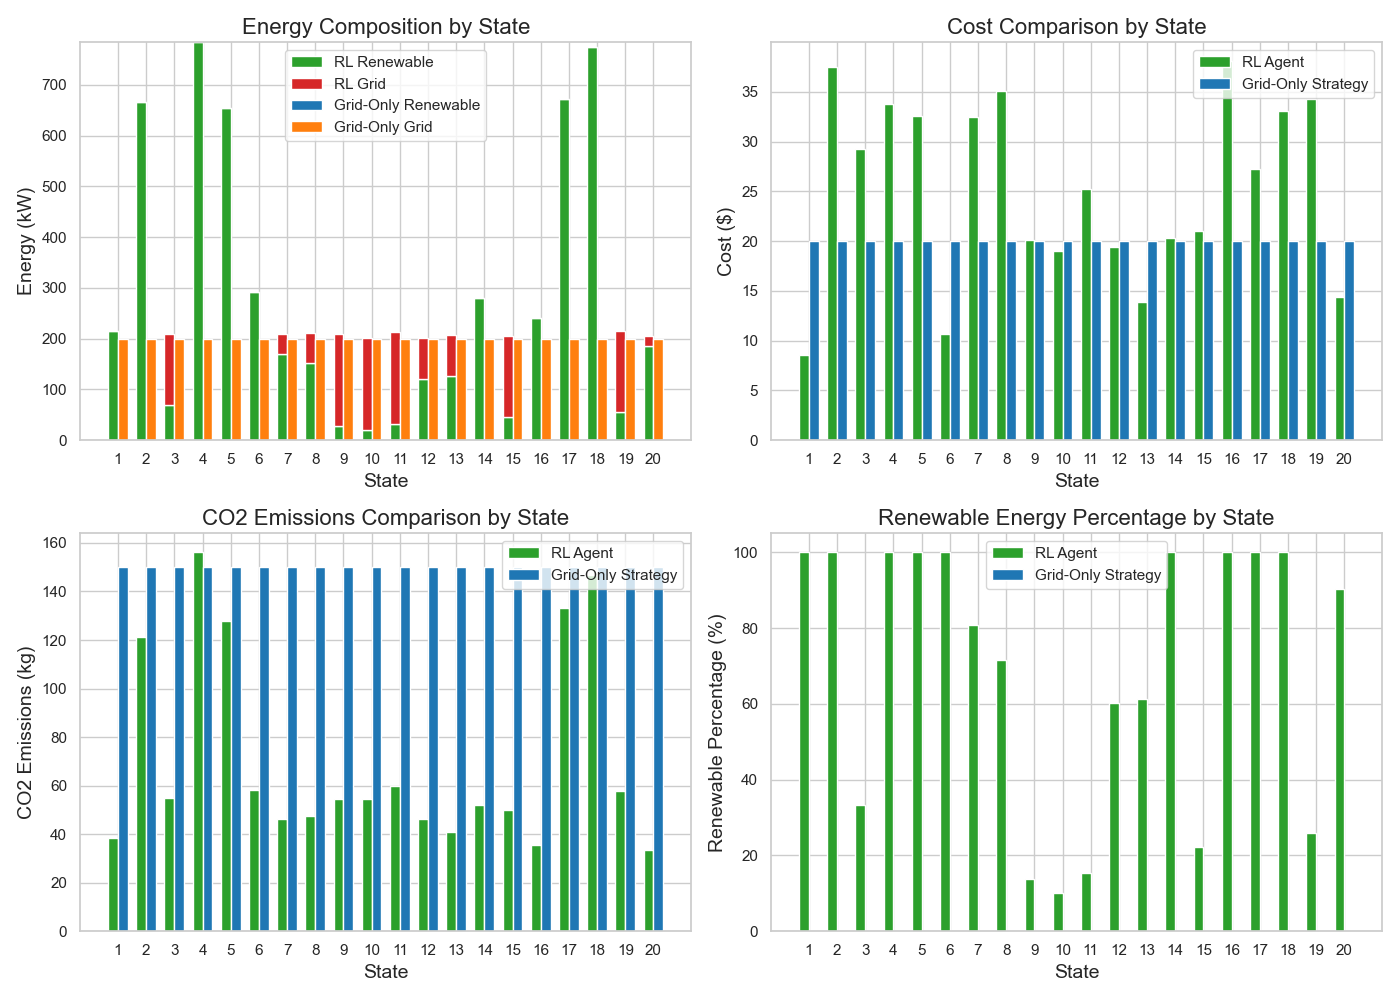 Energy Composition by State
RL Renewable
RL Grid
Grid-Only Renewable
Grid-Only Grid
Energy (kW)
700
600
500
400
300
200
100
0
1 2 3 4 5 6 7 8 9 10 11 12 13 14 15 16 17 18 19 20
State
Cost Comparison by State
RL Agent
Grid-Only Strategy
Cost ($)
35
30
25
20
15
10
5
0
1 2 3 4 5 6 7 8 9 10 11 12 13 14 15 16 17 18 19 20
State
CO2 Emissions Comparison by State
RL Agent
Grid-Only Strategy
CO2 Emissions (kg)
160
140
120
100
80
60
40
20
0
1 2 3 4 5 6 7 8 9 10 11 12 13 14 15 16 17 18 19 20
State
Renewable Energy Percentage by State
RL Agent
Grid-Only Strategy
Renewable Percentage (%)
100
80
60
40
20
0
1 2 3 4 5 6 7 8 9 10 11 12 13 14 15 16 17 18 19 20
State